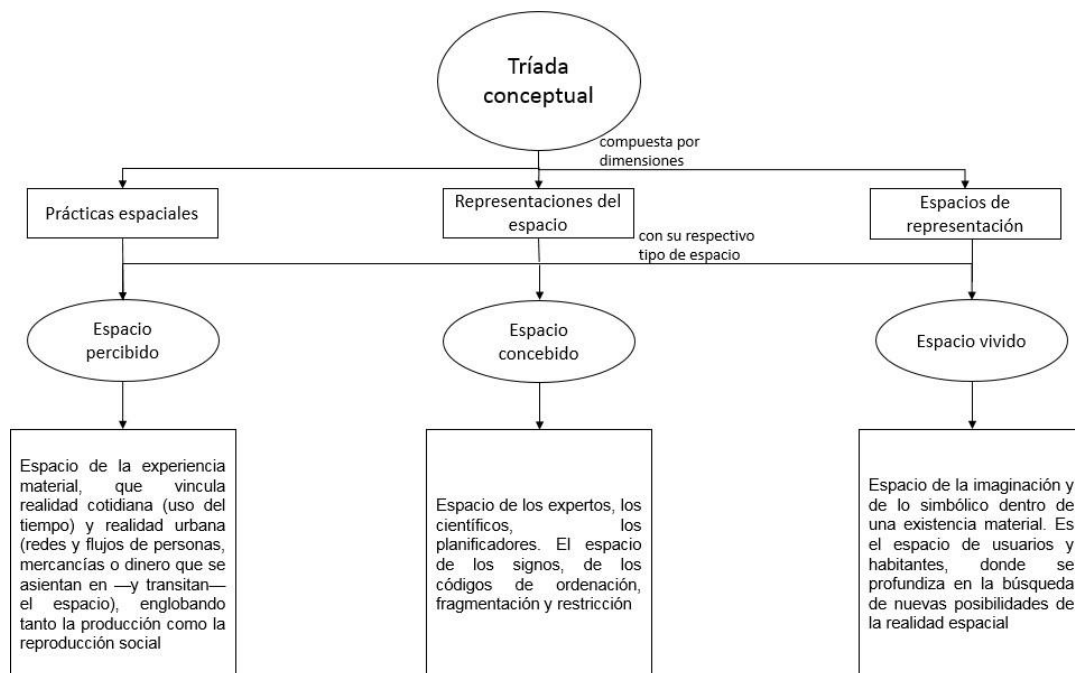 Tríada
conceptual
compuesta por
dimensiones
Prácticas espaciales
Representaciones del
espacio
Espacios de
representación
con su respectivo
tipo de espacio
Espacio
percibido
Espacio
concebido
Espacio vivido
Espacio de la experiencia
material, que vincula
realidad cotidiana (uso del
tiempo) y realidad urbana
(redes y flujos de personas,
mercancías o dinero que se
asientan en —y transitan—
el espacio), englobando
tanto la producción como la
reproducción social
Espacio de los expertos, los
científicos, los
planificadores. El espacio
de los signos, de los
códigos de ordenación,
fragmentación y restricción
Espacio de la imaginación y
de lo simbólico dentro de
una existencia material. Es
el espacio de usuarios y
habitantes, donde se
profundiza en la búsqueda
de nuevas posibilidades de
la realidad espacial